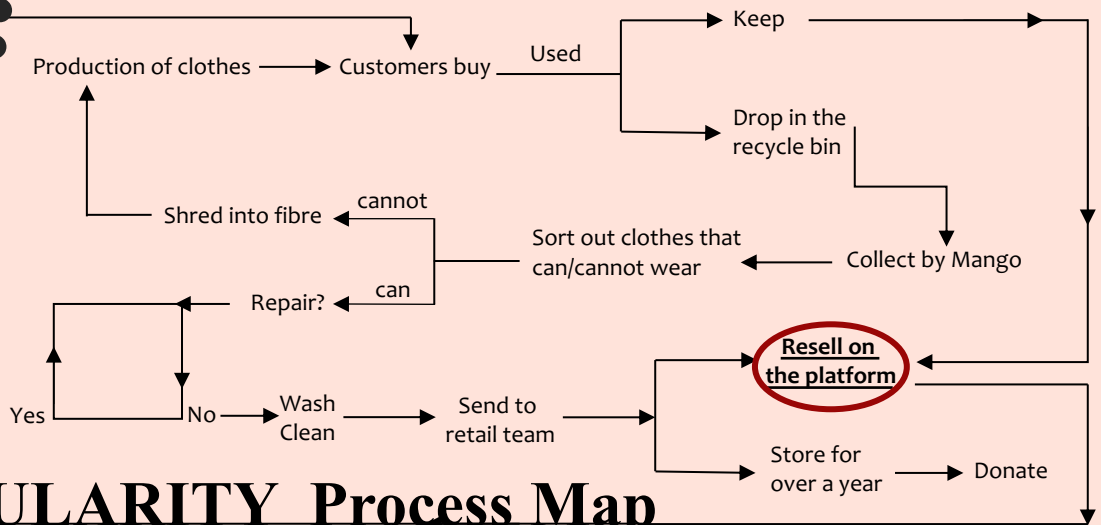 Keep
Used
Production of clothes
Customers buy
Drop in the
recycle bin
cannot
Shred into fibre
Sort out clothes that
can/cannot wear
Collect by Mango
can
Repair?
Resell on
the platform
Yes
No
Wash
Clean
Send to
retail team
Store for
over a year
Donate
ULARITY Process Map